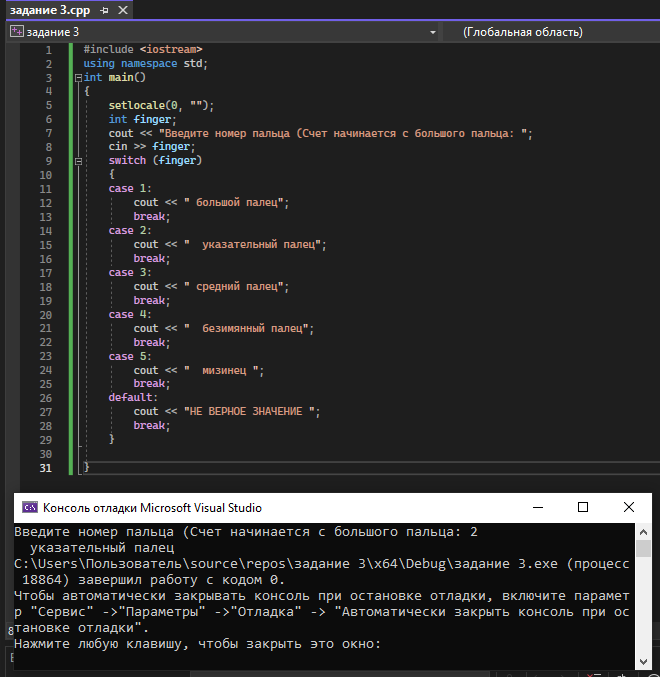 задание 3.cpp
задание 3 (Глобальная область)
1 #include <iostream>
2 using namespace std;
3 int main()
4 {
5 setlocale(0, "");
6 int finger;
7 cout << "Введите номер пальца (Счет начинается с большого пальца: ";
8 cin >> finger;
9 switch (finger)
10 {
11 case 1:
12 cout << " большой палец";
13 break;
14 case 2:
15 cout << "  указательный палец";
16 break;
17 case 3:
18 cout << " средний палец";
19 break;
20 case 4:
21 cout << "  безимянный палец";
22 break;
23 case 5:
24 cout << "  мизинец ";
25 break;
26 default:
27 cout << "НЕ ВЕРНОЕ ЗНАЧЕНИЕ ";
28 break;
29 }
30
31 }
C:\ Консоль отладки Microsoft Visual Studio
Введите номер пальца (Счет начинается с большого пальца: 2
  указательный палец
C:\Users\Пользователь\source\repos\задание 3\x64\Debug\задание 3.exe (процесс
 18864) завершил работу с кодом 0.
Чтобы автоматически закрывать консоль при остановке отладки, включите парамет
р "Сервис" ->"Параметры" ->"Отладка" -> "Автоматически закрыть консоль при ос
тановке отладки".
Нажмите любую клавишу, чтобы закрыть это окно: